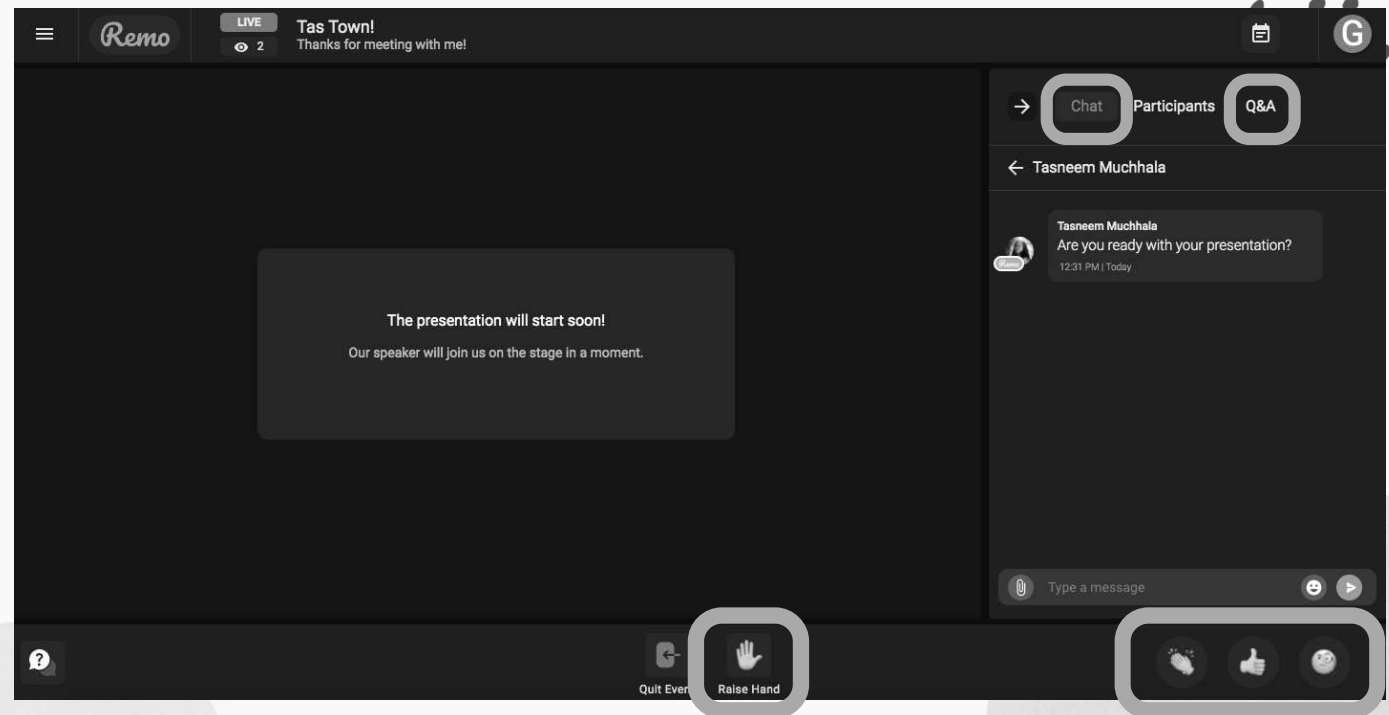 Remo
LIVE
2
Tas Town!
Thanks for meeting with me!
G
Chat
Participants
Q&A
Tasneem Muchhala
Tasneem Muchhala
Are you ready with your presentation?
12:31 PM | Today
The presentation will start soon!
Our speaker will join us on the stage in a moment.
Type a message
?
Quit Even
Raise Hand